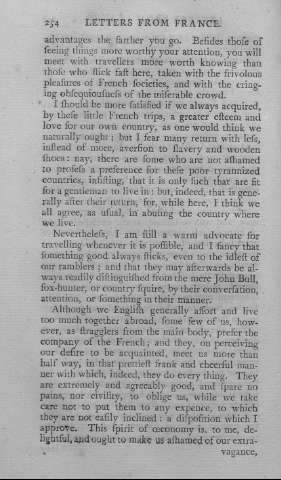 254 LETTERS FROM FRANCE.
advantages the farther you go. Beſides thoſe of
ſeeing things more worthy your attention, you will
meet with travellers more worth knowing than
thoſe who ſtick faſt here, taken with the frivolous
pleaſures of French ſocieties, and with the cring-
ing obſequiouſneſs of the miſerable crowd.
I ſhould be more ſatisfied if we always acquired,
by theſe little French trips, a greater eſteem and
love for our own country, as one would think we
naturally ought; but I fear many return with leſs,
inſtead of more, averſion to ſlavery and wooden
ſhoes: nay, there are ſome who are not aſhamed
to profeſs a preference for theſe poor tyrannized
countries, inſiſting, that it is only ſuch that are fit
for a gentleman to live in; but, indeed, that is gene-
rally after their return, for, while here, I think we
all agree, as uſual, in abuſing the country where
we live.
Nevertheleſs, I am ſtill a warm advocate for
travelling whenever it is poſſible, and I fancy that
ſomething good always ſticks, even to the idleſt of
our ramblers; and that they may afterwards be al-
ways readily diſtinguiſhed from the mere John Bull,
fox-hunter, or country ſquire, by their converſation,
attention, or ſomething in their manner.
Although we Engliſh generally aſſort and live
too much together abroad, ſome few of us, how-
ever, as ſtragglers from the main body, prefer the
company of the French; and they, on perceiving
our deſire to be acquainted, meet us more than
half way, in that prettieſt frank and cheerful man-
ner with which, indeed, they do every thing. They
are extremely and agreeably good, and ſpare no
pains, nor civility, to oblige us, while we take
care not to put them to any expence, to which
they are not eaſily inclined: a diſpoſition which I
approve. This ſpirit of œconomy is, to me, de-
lightful, and ought to make us aſhamed of our extra-
vagance,